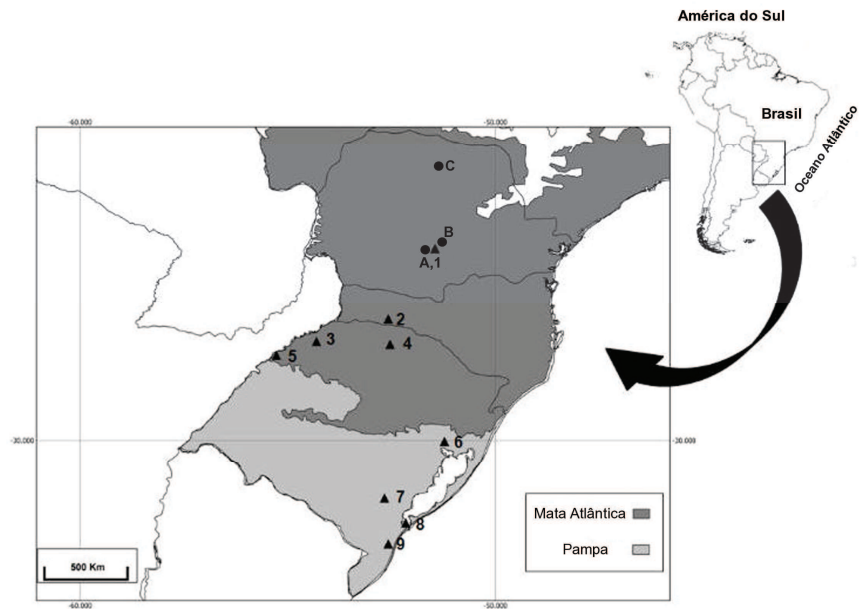 América do Sul
Brasil
Oceano Atlântico
-60.000
-50.000
C
B
A,1
2
3
4
5
-30.000
-30.000
6
7
8
9
Mata Atlântica
Pampa
500 Km
-60.000
-50.000